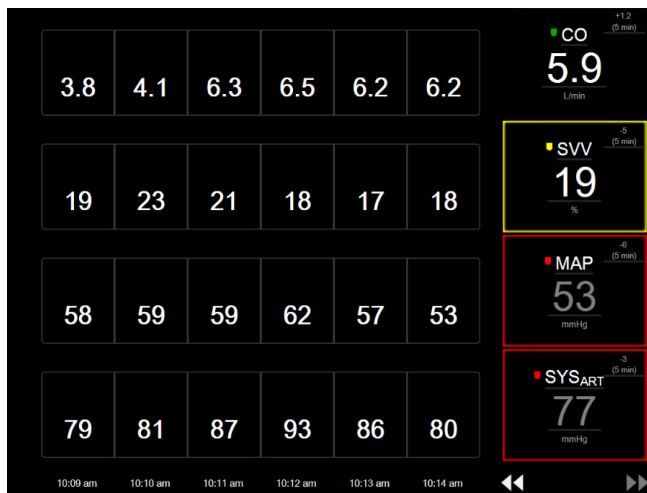 +1.2
(5 min)
CO
3.8 4.1 6.3 6.5 6.2 6.2
5.9
L/min
-5
(5 min)
SVV
19 23 21 18 17 18
19
%
-6
(5 min)
MAP
58 59 59 62 57 53
53
mmHg
-3
(5 min)
SYSART
79 81 87 93 86 80
77
mmHg
10:09 am 10:10 am 10:11 am 10:12 am 10:13 am 10:14 am